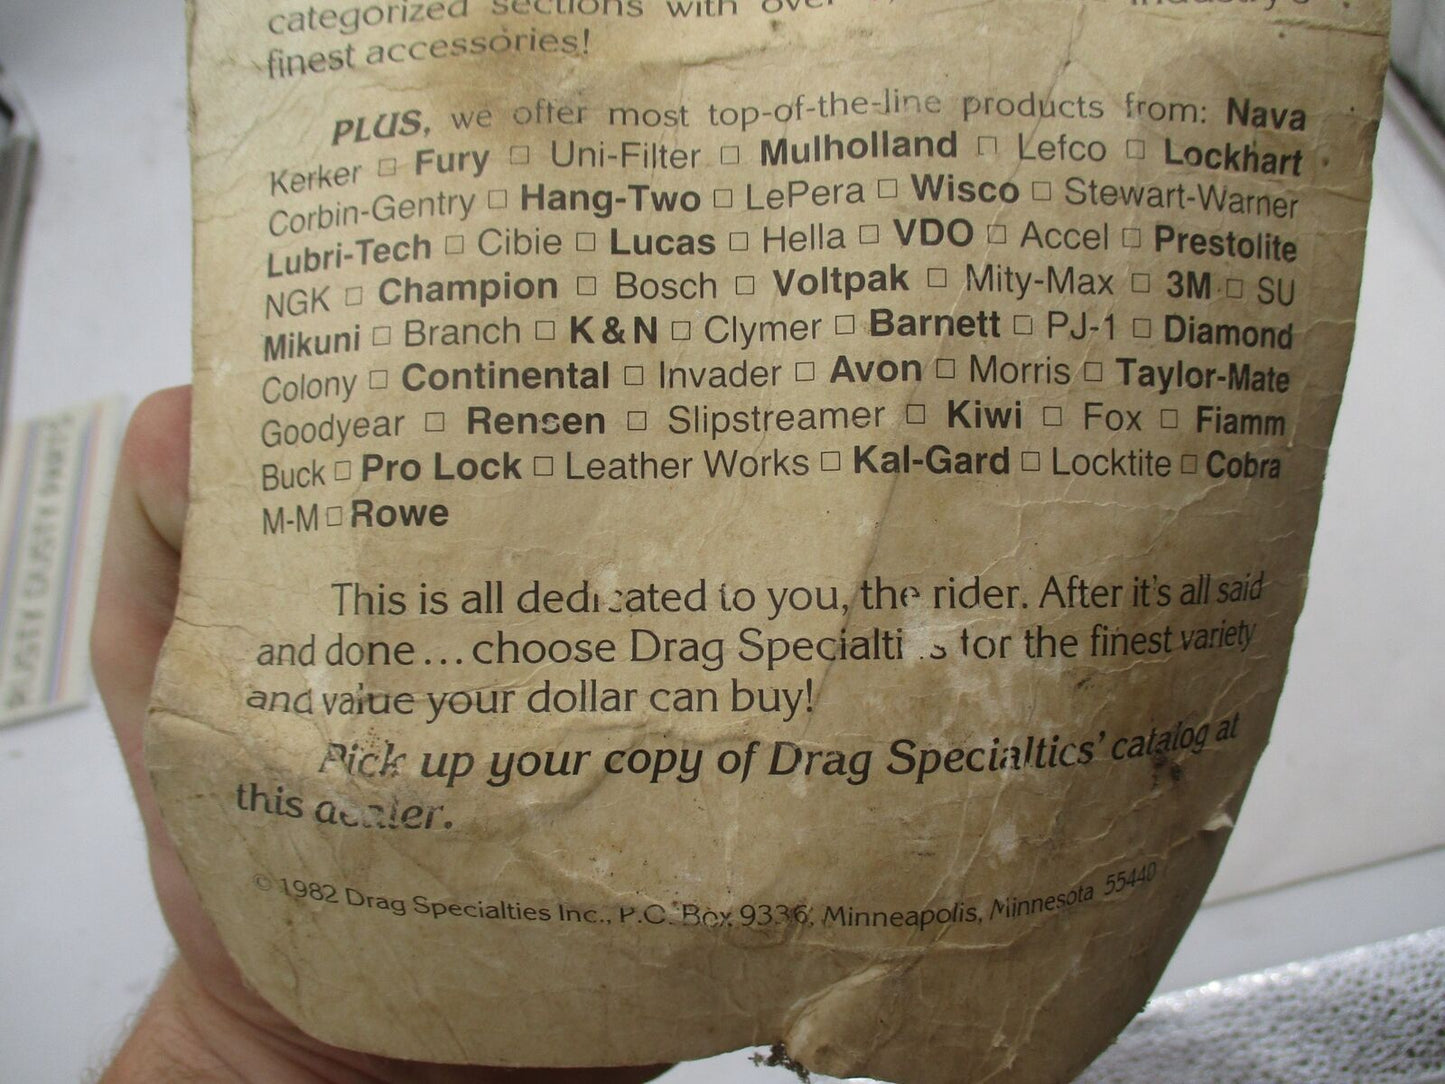 categorized sections with over
finest accessories!
PLUS, we offer most top-of-the-line products from: Nava
Kerker □ Fury □ Uni-Filter □ Mulholland □ Lefco □ Lockhart
Corbin-Gentry □ Hang-Two □ LePera □ Wisco □ Stewart-Warner
Lubri-Tech □ Cibie □ Lucas □ Hella □ VDO □ Accel □ Prestolite
NGK □ Champion □ Bosch □ Voltpak □ Mity-Max □ 3M □ SU
Mikuni □ Branch □ K & N □ Clymer □ Barnett □ PJ-1 □ Diamond
Colony □ Continental □ Invader □ Avon □ Morris □ Taylor-Mate
Goodyear □ Rensen □ Slipstreamer □ Kiwi □ Fox □ Fiamm
Buck □ Pro Lock □ Leather Works □ Kal-Gard □ Locktite □ Cobra
M-M □ Rowe
This is all dedicated to you, the rider. After it's all said
and done...choose Drag Specialties for the finest variety
and value your dollar can buy!
Pick up your copy of Drag Specialtics' catalog at
this dealer.
© 1982 Drag Specialties Inc., P.O. Box 9336, Minneapolis, Minnesota 55440
RUSTY DUSTY PARTS